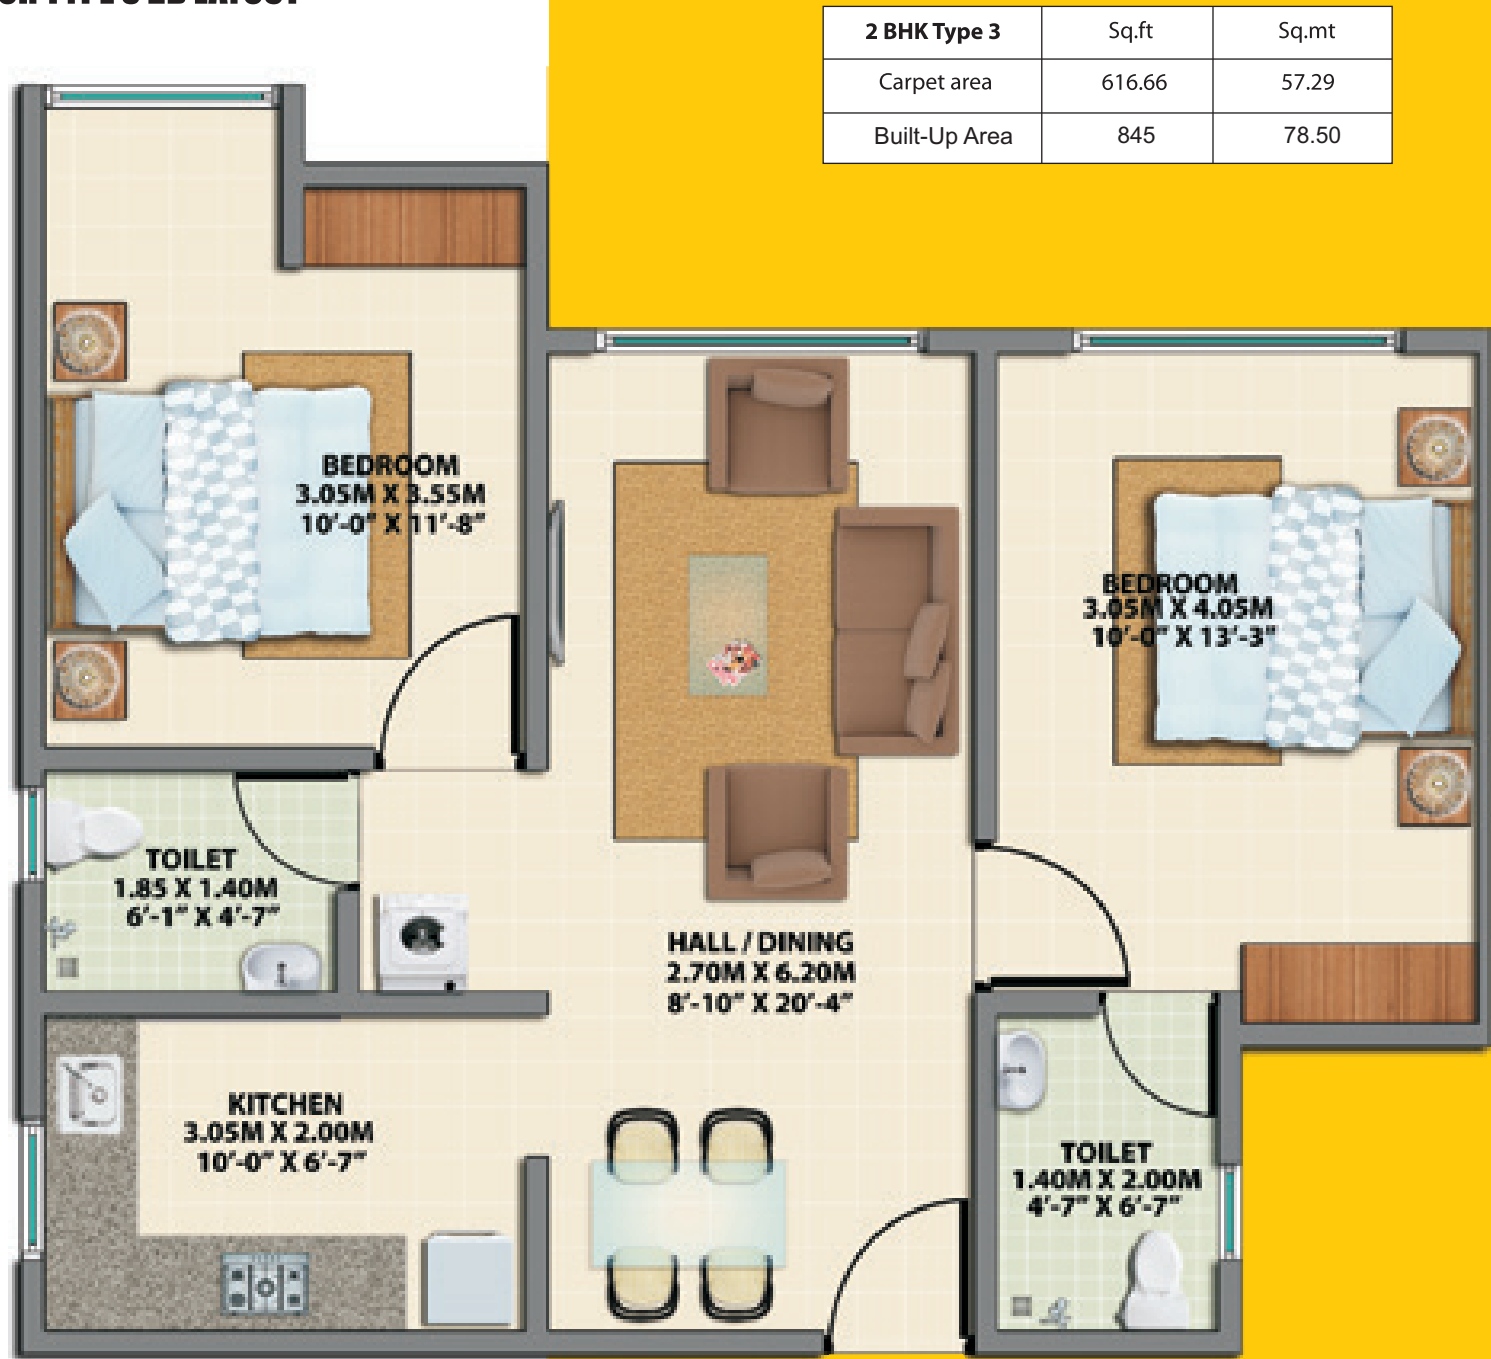 2 BHK Type 3 Sq.ft Sq.mt
Carpet area 616.66 57.29
Built-Up Area 845 78.50
BEDROOM
3.05M X 3.55M
10'-0" X 11'-8"
BEDROOM
3.05M X 4.05M
10'-0" X 13'-3"
TOILET
1.85 X 1.40M
6'-1" X 4'-7"
HALL / DINING
2.70M X 6.20M
8'-10" X 20'-4"
KITCHEN
3.05M X 2.00M
10'-0" X 6'-7"
TOILET
1.40M X 2.00M
4'-7" X 6'-7"